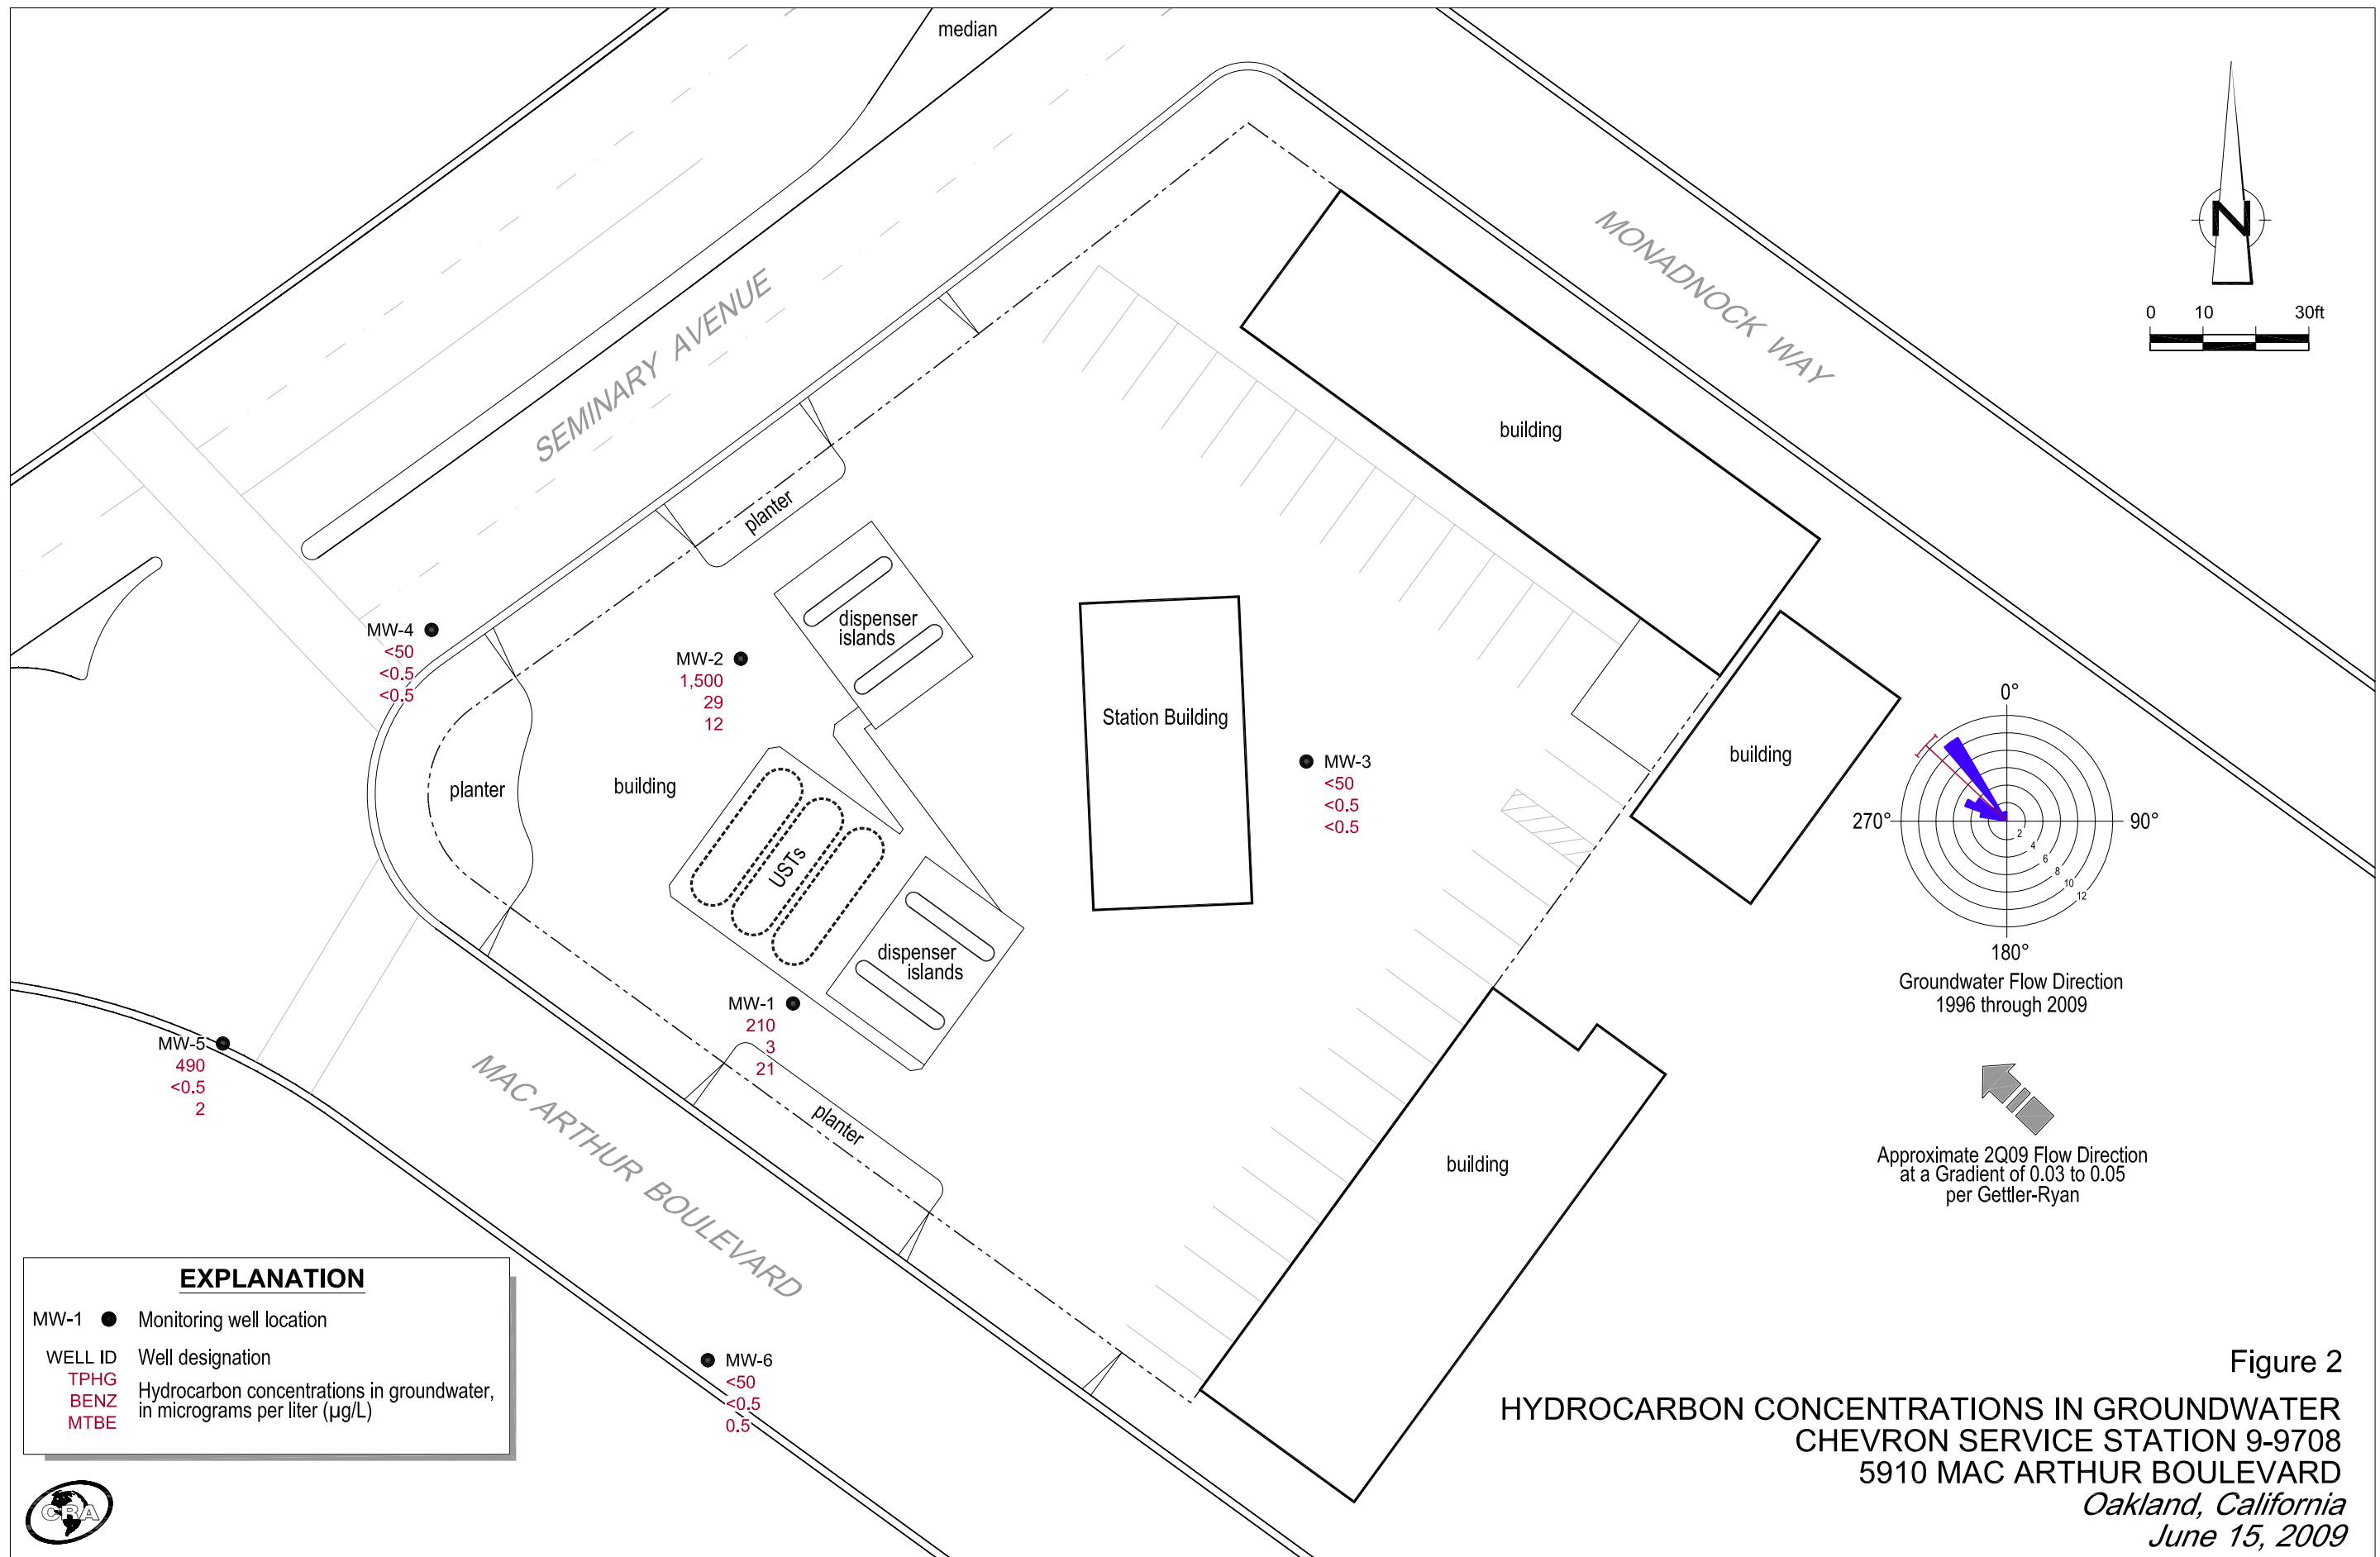 median
MONADNOCK WAY
SEMINARY AVENUE
N
0 10 30ft
building
planter
dispenser
islands
MW-4
<50
<0.5
<0.5
MW-2
1,500
29
12
Station Building
MW-3
<50
<0.5
<0.5
building
planter
building
USTs
dispenser
islands
MW-1
210
3
21
MW-5
490
<0.5
2
planter
MAC ARTHUR BOULEVARD
building
MW-6
<50
<0.5
0.5
0°
270°
90°
2
4
6
8
10
12
180°
Groundwater Flow Direction
1996 through 2009
Approximate 2Q09 Flow Direction
at a Gradient of 0.03 to 0.05
per Gettler-Ryan
EXPLANATION
MW-1 Monitoring well location
WELL ID Well designation
TPHG
BENZ
MTBE
Hydrocarbon concentrations in groundwater,
in micrograms per liter (µg/L)
CRA
Figure 2
HYDROCARBON CONCENTRATIONS IN GROUNDWATER
CHEVRON SERVICE STATION 9-9708
5910 MAC ARTHUR BOULEVARD
Oakland, California
June 15, 2009